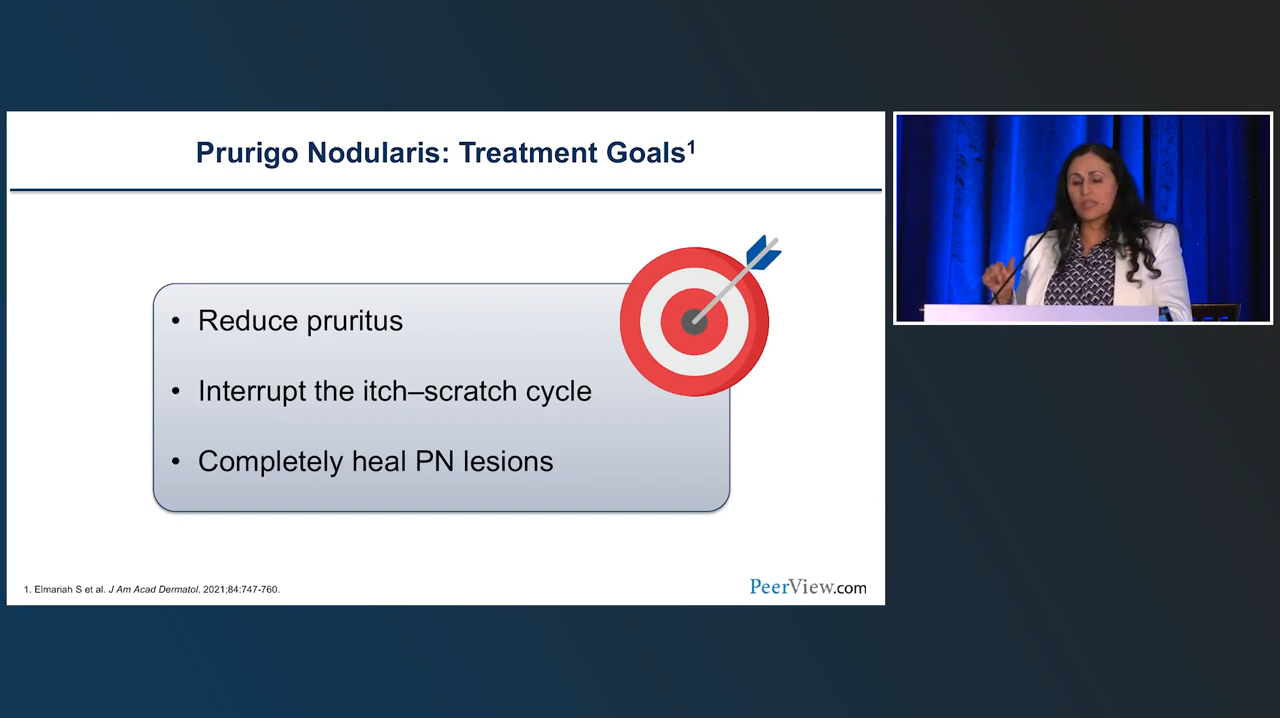 Prurigo Nodularis: Treatment Goals¹
• Reduce pruritus
• Interrupt the itch–scratch cycle
• Completely heal PN lesions
1. Elmariah S et al. J Am Acad Dermatol. 2021;84:747-760.
PeerView.com